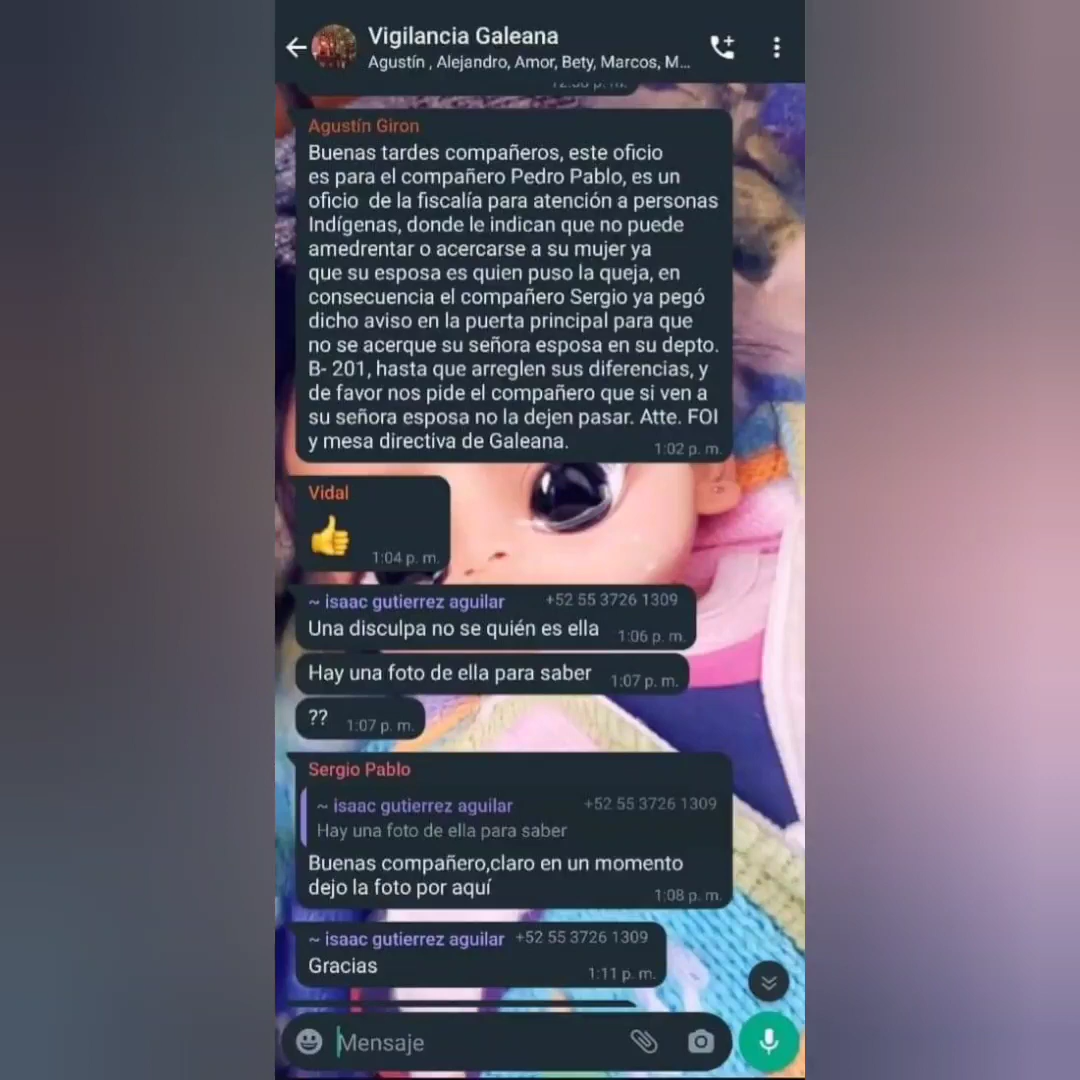 Vigilancia Galeana
Agustín , Alejandro, Amor, Bety, Marcos, M...
Agustín Giron
Buenas tardes compañeros, este oficio
es para el compañero Pedro Pablo, es un
oficio de la fiscalía para atención a personas
Indígenas, donde le indican que no puede
amedrentar o acercarse a su mujer ya
que su esposa es quien puso la queja, en
consecuencia el compañero Sergio ya pegó
dicho aviso en la puerta principal para que
no se acerque su señora esposa en su depto.
B- 201, hasta que arreglen sus diferencias, y
de favor nos pide el compañero que si ven a
su señora esposa no la dejen pasar. Atte. FOI
y mesa directiva de Galeana.
1:02 p. m.
Vidal
1:04 p. m.
~ isaac gutierrez aguilar +52 55 3726 1309
Una disculpa no se quién es ella 1:06 p. m.
Hay una foto de ella para saber 1:07 p. m.
?? 1:07 p. m.
Sergio Pablo
~ isaac gutierrez aguilar +52 55 3726 1309
Hay una foto de ella para saber
Buenas compañero,claro en un momento
dejo la foto por aquí
1:08 p. m.
~ isaac gutierrez aguilar +52 55 3726 1309
Gracias 1:11 p. m.
Mensaje